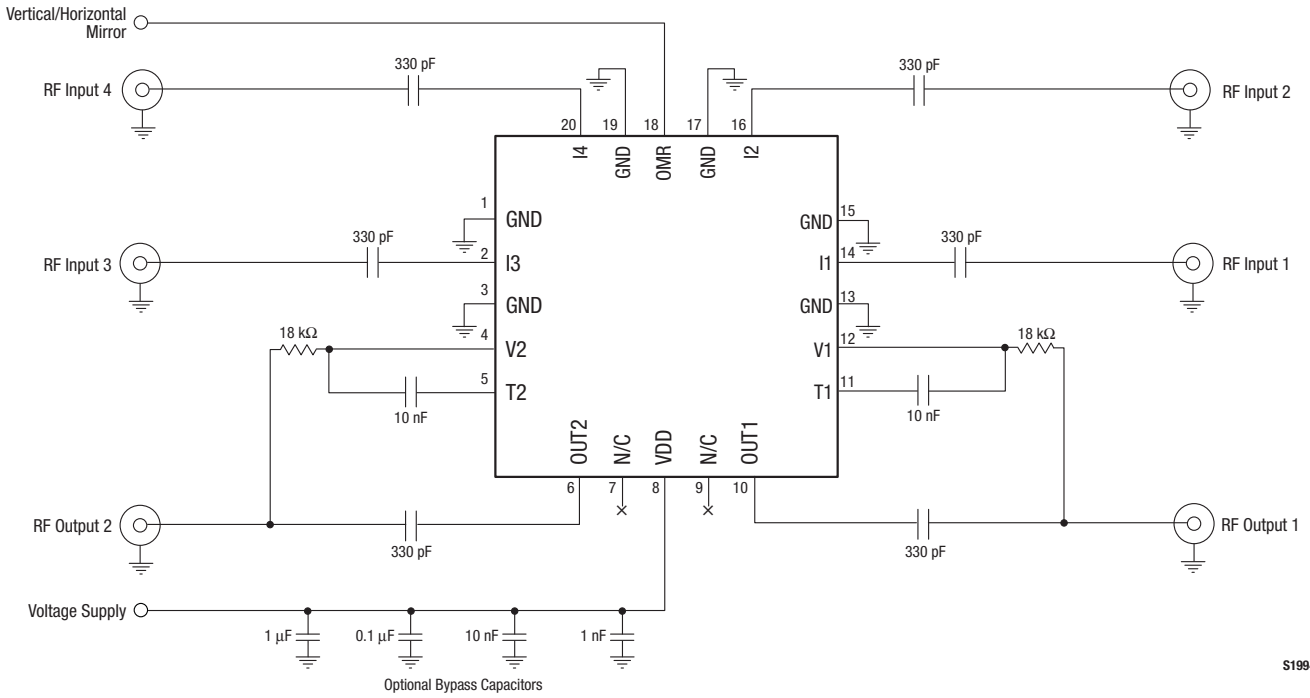 Vertical/Horizontal
Mirror
RF Input 4
330 pF
330 pF
RF Input 2
20 19 18 17 16
I4 GND OMR GND I2
1 GND
GND 15
330 pF
330 pF
RF Input 3
2 I3
I1 14
RF Input 1
3 GND
GND 13
18 kΩ
4 V2
V1 12
18 kΩ
5 T2
T1 11
10 nF
10 nF
OUT2 N/C VDD N/C OUT1
6 7 8 9 10
RF Output 2
RF Output 1
330 pF
330 pF
Voltage Supply
1 μF 0.1 μF 10 nF 1 nF
Optional Bypass Capacitors
S199